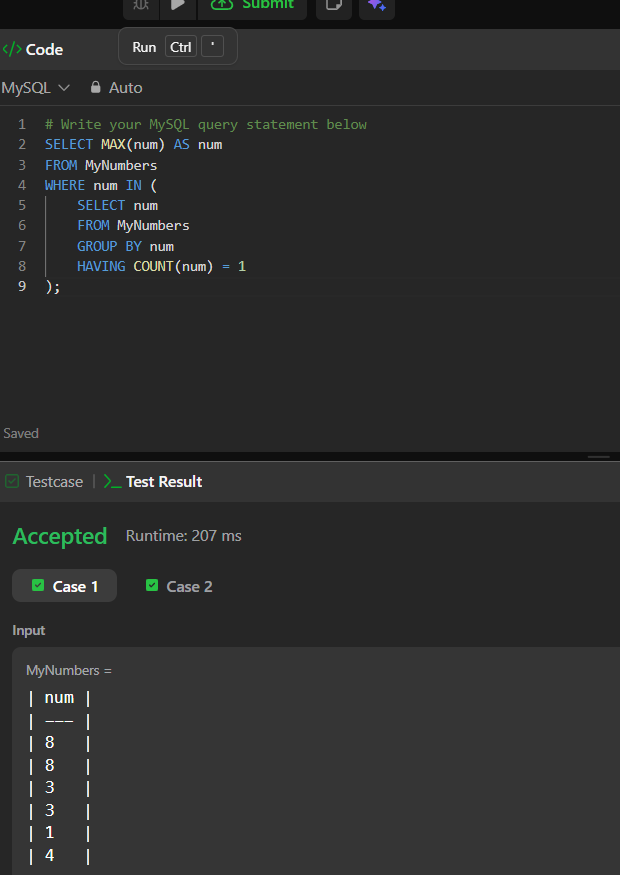 Submit
</> Code
Run Ctrl '
MySQL Auto
1 # Write your MySQL query statement below
2 SELECT MAX(num) AS num
3 FROM MyNumbers
4 WHERE num IN (
5 SELECT num
6 FROM MyNumbers
7 GROUP BY num
8 HAVING COUNT(num) = 1
9 );
Saved
Testcase | >_ Test Result
Accepted Runtime: 207 ms
Case 1 Case 2
Input
MyNumbers =
| num |
| --- |
| 8 |
| 8 |
| 3 |
| 3 |
| 1 |
| 4 |